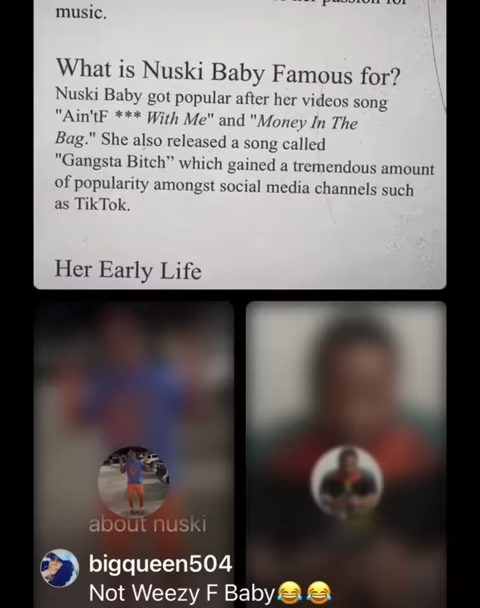 music.
What is Nuski Baby Famous for?
Nuski Baby got popular after her videos song
"Ain'tF *** With Me" and "Money In The
Bag." She also released a song called
"Gangsta Bitch” which gained a tremendous amount
of popularity amongst social media channels such
as TikTok.
Her Early Life
about nuski
bigqueen504
Not Weezy F Baby😂😂